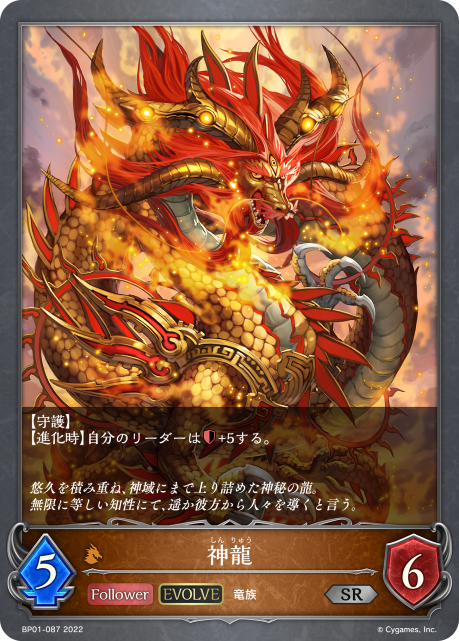 【守護】
【進化時】自分のリーダーは+5する。
悠久を積み重ね、神域にまで上り詰めた神秘の龍。
無限に等しい知性にて、遥か彼方から人々を導くと言う。
しん りゅう
神龍
5
Follower EVOLVE 竜族 SR
6
BP01-087 2022 © Cygames, Inc.